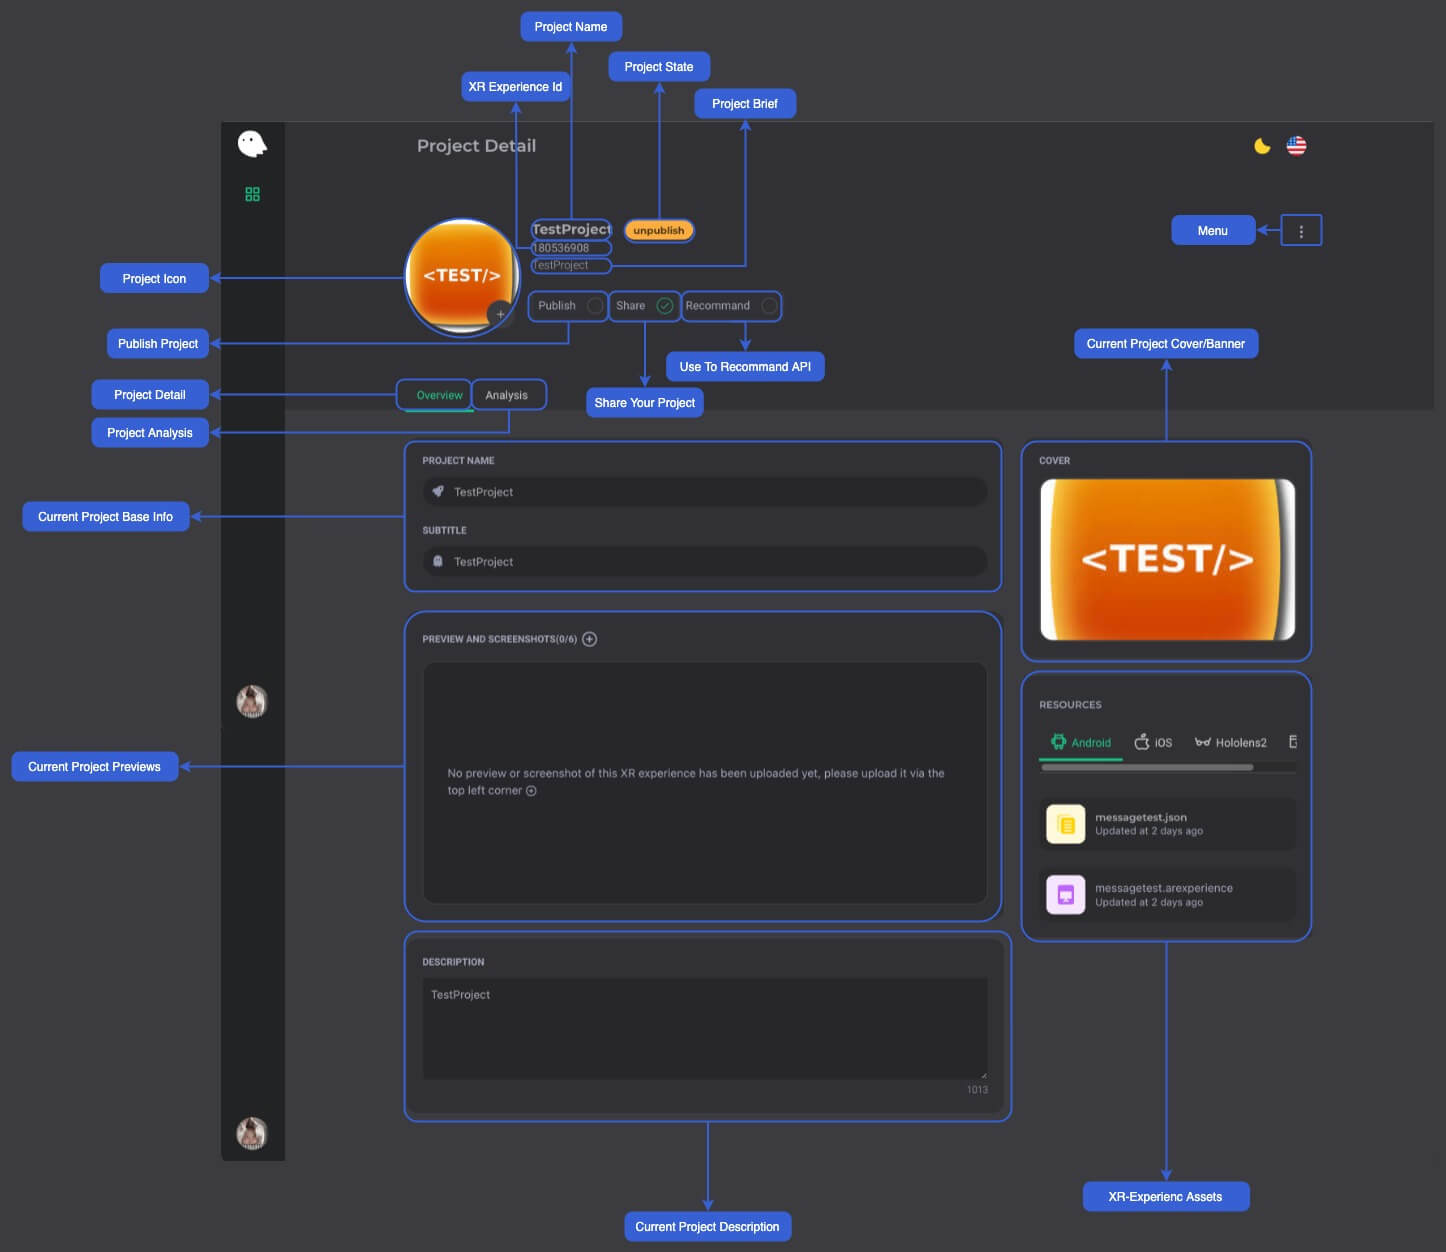 Project Name
Project State
XR Experience Id
Project Brief
Project Detail
TestProject
unpublish
180536908
TestProject
Menu
<TEST/>
Project Icon
Publish
Share
Recommand
Publish Project
Use To Recommand API
Current Project Cover/Banner
Project Detail
Overview
Analysis
Share Your Project
Project Analysis
PROJECT NAME
TestProject
Current Project Base Info
SUBTITLE
TestProject
COVER
<TEST/>
PREVIEW AND SCREENSHOTS(0/6)
No preview or screenshot of this XR experience has been uploaded yet, please upload it via the
top left corner
Current Project Previews
RESOURCES
Android
iOS
Hololens2
messagetest.json
Updated at 2 days ago
messagetest.arexperience
Updated at 2 days ago
DESCRIPTION
TestProject
1013
XR-Experienc Assets
Current Project Description